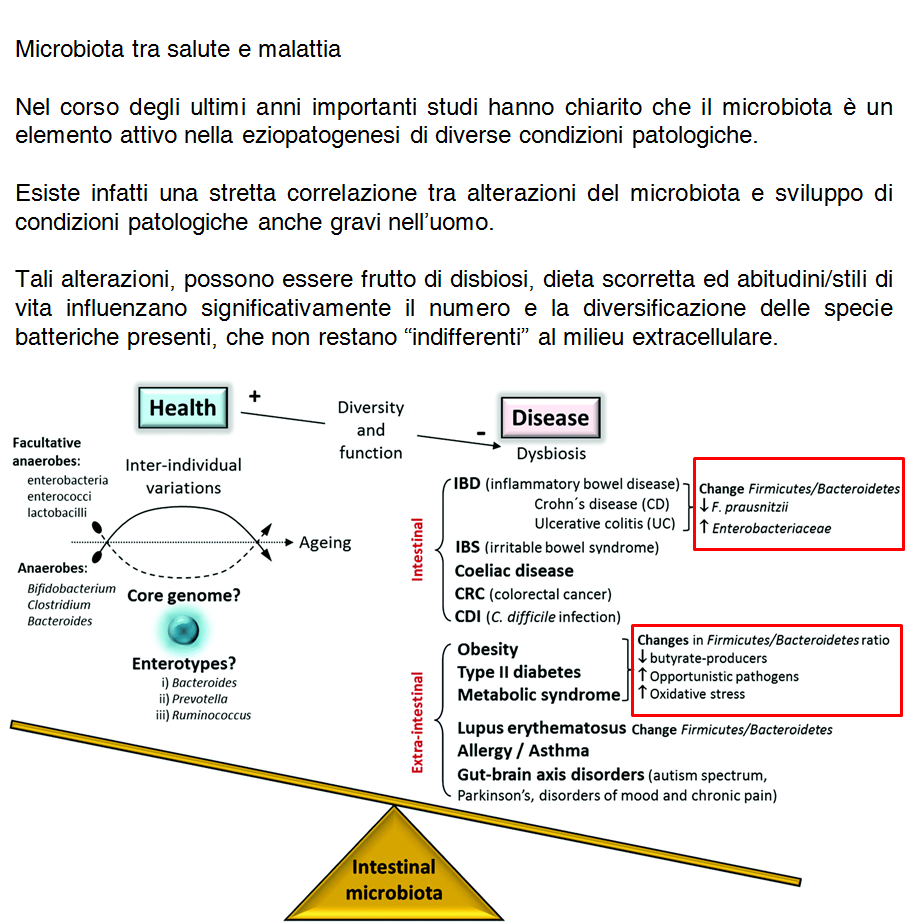 Microbiota tra salute e malattia
Nel corso degli ultimi anni importanti studi hanno chiarito che il microbiota è un
elemento attivo nella eziopatogenesi di diverse condizioni patologiche.
Esiste infatti una stretta correlazione tra alterazioni del microbiota e sviluppo di
condizioni patologiche anche gravi nell’uomo.
Tali alterazioni, possono essere frutto di disbiosi, dieta scorretta ed abitudini/stili di
vita influenzano significativamente il numero e la diversificazione delle specie
batteriche presenti, che non restano “indifferenti” al milieu extracellulare.
Health
+
Diversity
and
function
-
Disease
Dysbiosis
Facultative
anaerobes:
enterobacteria
enterococci
lactobacilli
Inter-individual
variations
Ageing
Anaerobes:
Bifidobacterium
Clostridium
Bacteroides
Core genome?
Enterotypes?
i) Bacteroides
ii) Prevotella
iii) Ruminococcus
Intestinal
IBD (inflammatory bowel disease)
Crohn´s disease (CD)
Ulcerative colitis (UC)
Change Firmicutes/Bacteroidetes
↓ F. prausnitzii
↑ Enterobacteriaceae
IBS (irritable bowel syndrome)
Coeliac disease
CRC (colorectal cancer)
CDI (C. difficile infection)
Extra-intestinal
Obesity
Type II diabetes
Metabolic syndrome
Changes in Firmicutes/Bacteroidetes ratio
↓ butyrate-producers
↑ Opportunistic pathogens
↑ Oxidative stress
Lupus erythematosus Change Firmicutes/Bacteroidetes
Allergy / Asthma
Gut-brain axis disorders (autism spectrum,
Parkinson’s, disorders of mood and chronic pain)
Intestinal
microbiota